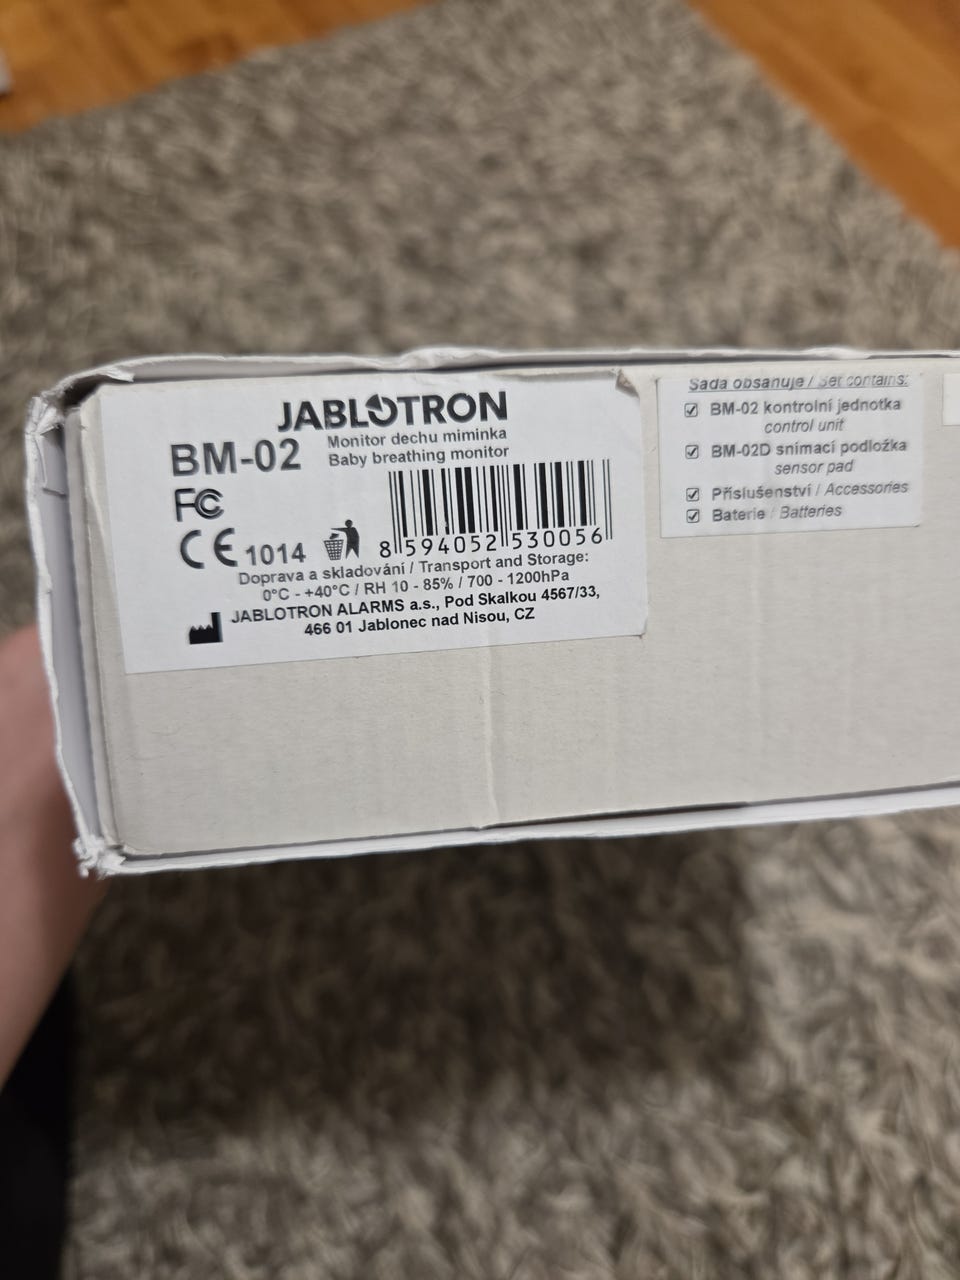 JABLOTRON
BM-02
Monitor dechu miminka
Baby breathing monitor
FC
CE 1014
8 594052 530056
Doprava a skladování / Transport and Storage:
0°C - +40°C / RH 10 - 85% / 700 - 1200hPa
JABLOTRON ALARMS a.s., Pod Skalkou 4567/33,
466 01 Jablonec nad Nisou, CZ
Sada obsahuje / Set contains:
BM-02 kontrolní jednotka
control unit
BM-02D snímací podložka
sensor pad
Příslušenství / Accessories
Baterie / Batteries